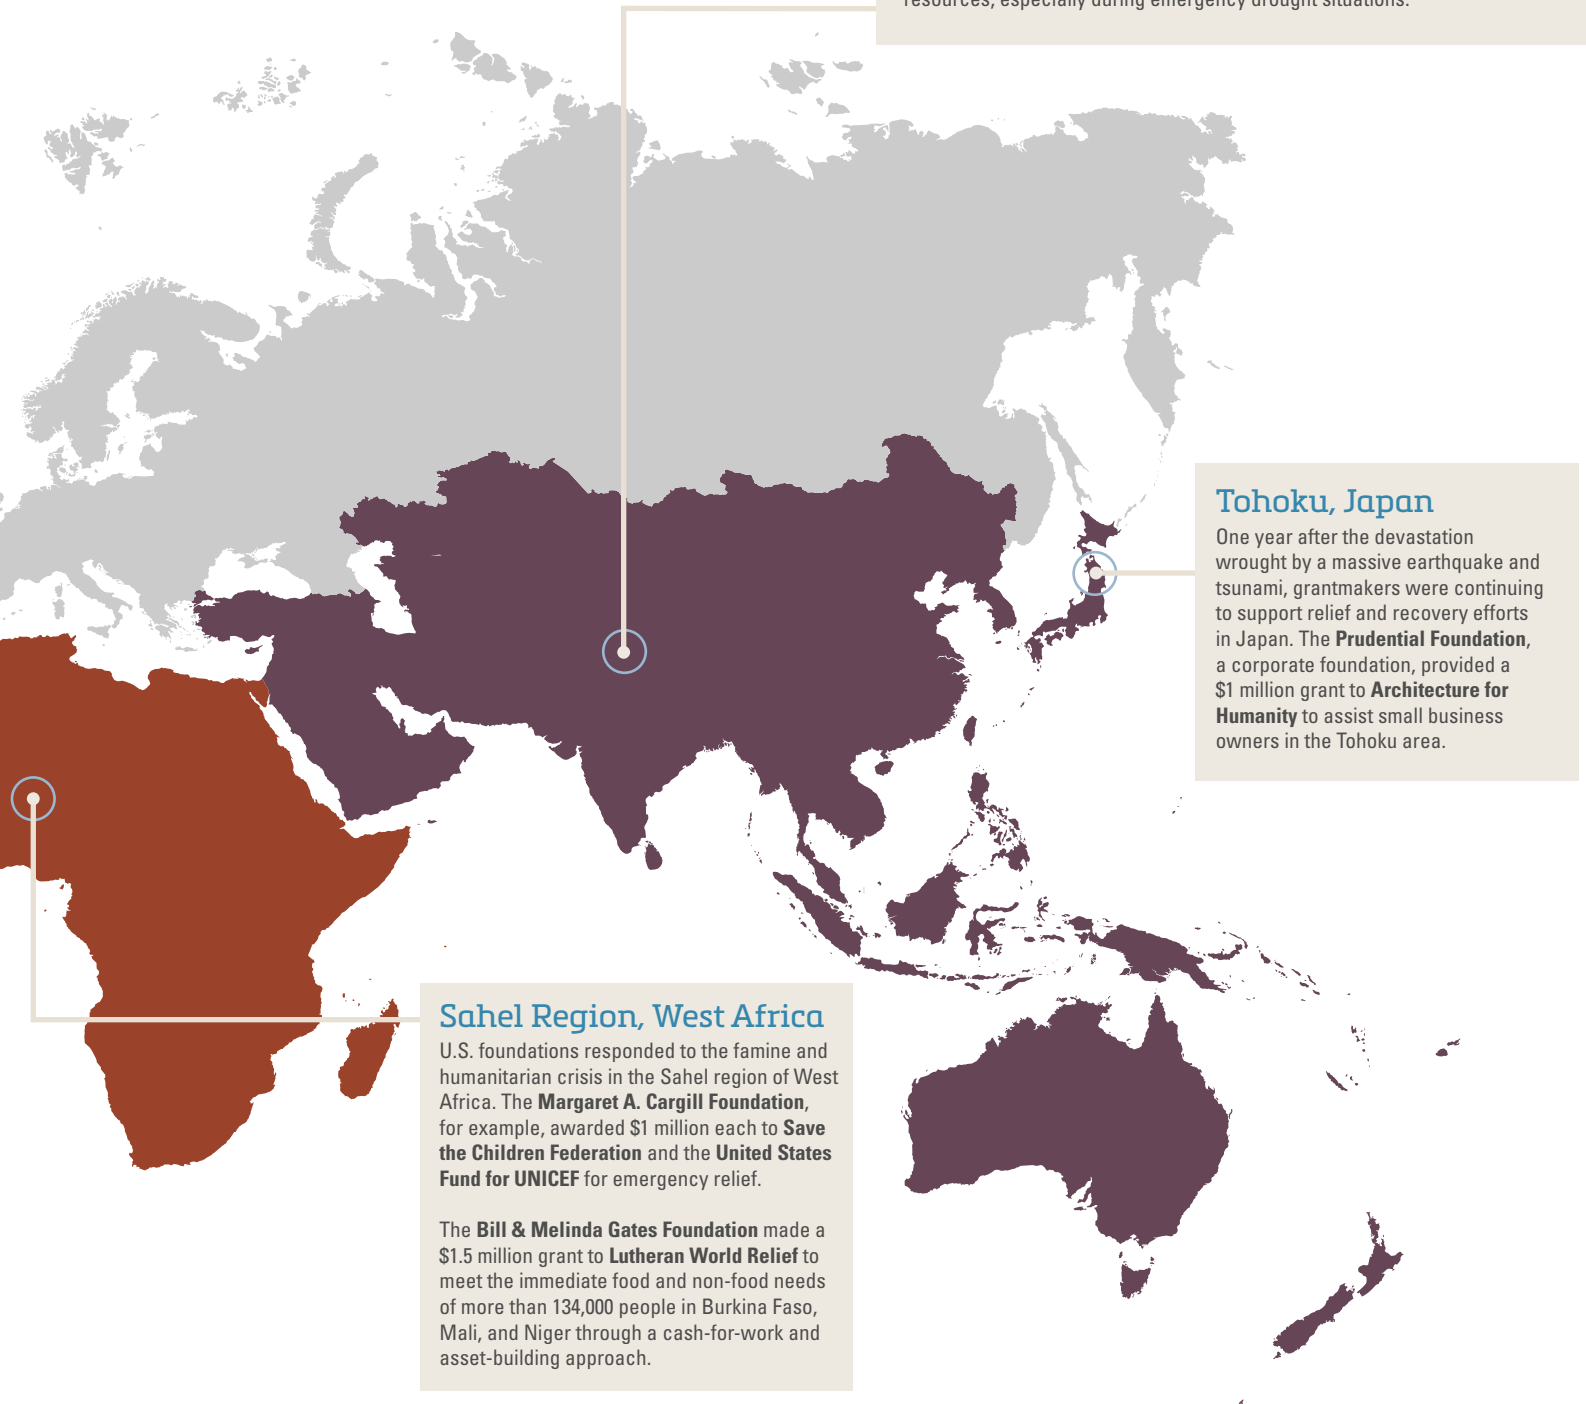 resources, especially during emergency drought situations.
Tohoku, Japan
One year after the devastation
wrought by a massive earthquake and
tsunami, grantmakers were continuing
to support relief and recovery efforts
in Japan. The Prudential Foundation,
a corporate foundation, provided a
$1 million grant to Architecture for
Humanity to assist small business
owners in the Tohoku area.
Sahel Region, West Africa
U.S. foundations responded to the famine and
humanitarian crisis in the Sahel region of West
Africa. The Margaret A. Cargill Foundation,
for example, awarded $1 million each to Save
the Children Federation and the United States
Fund for UNICEF for emergency relief.
The Bill & Melinda Gates Foundation made a
$1.5 million grant to Lutheran World Relief to
meet the immediate food and non-food needs
of more than 134,000 people in Burkina Faso,
Mali, and Niger through a cash-for-work and
asset-building approach.